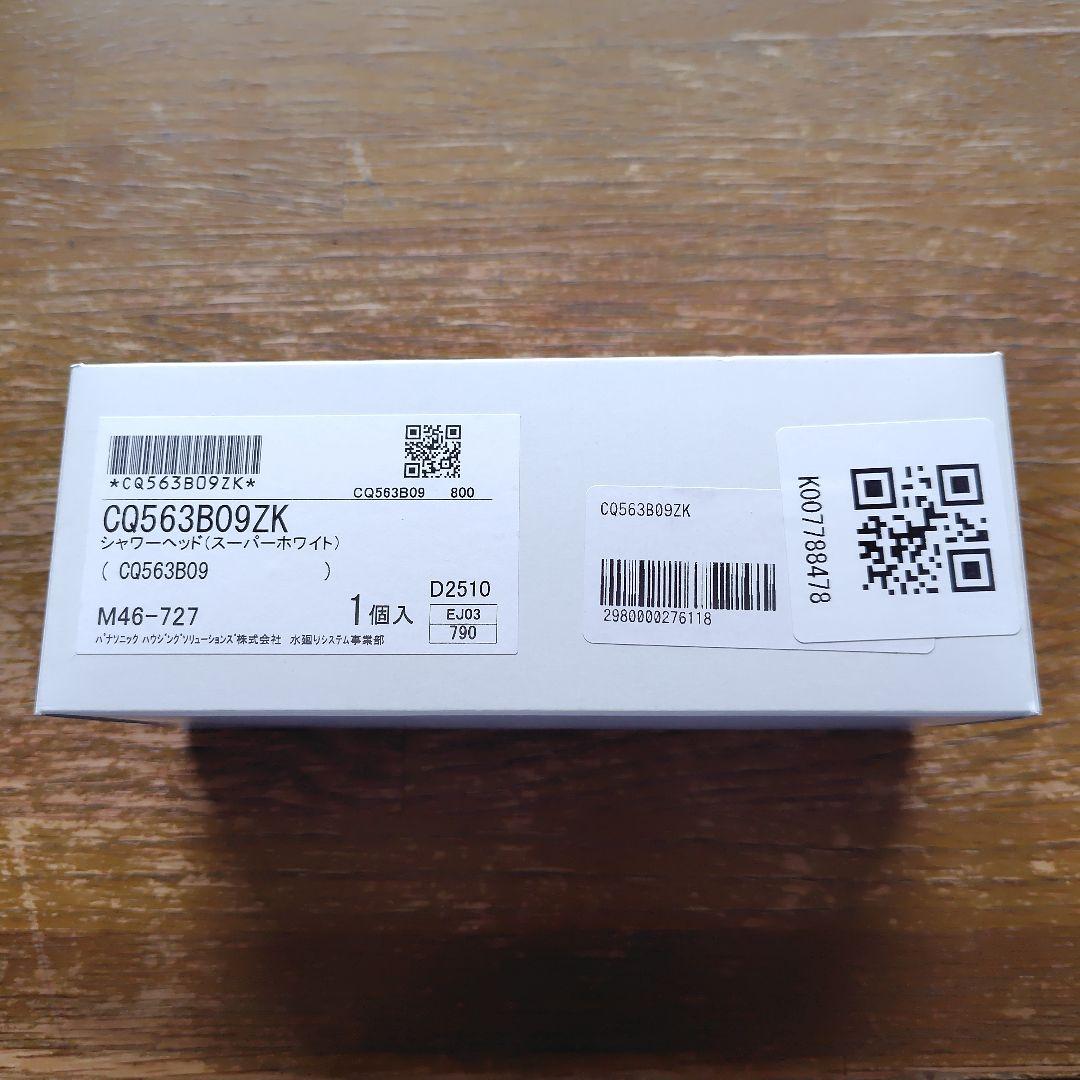 *CQ563B09ZK*
CQ563B09 800
CQ563B09ZK
シャワーヘッド(スーパーホワイト)
( CQ563B09 )
D2510
M46-727
1個入
EJ03
790
パナソニック ハウジングソリューションズ株式会社 水廻りシステム事業部
CQ563B09ZK
2980000276118
K007788478